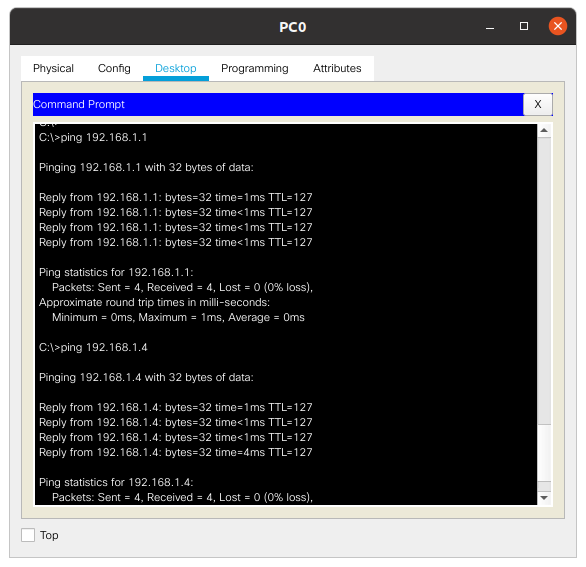 PC0
Physical Config Desktop Programming Attributes
Command Prompt X
C:\>ping 192.168.1.1
Pinging 192.168.1.1 with 32 bytes of data:
Reply from 192.168.1.1: bytes=32 time=1ms TTL=127
Reply from 192.168.1.1: bytes=32 time<1ms TTL=127
Reply from 192.168.1.1: bytes=32 time<1ms TTL=127
Reply from 192.168.1.1: bytes=32 time<1ms TTL=127
Ping statistics for 192.168.1.1:
Packets: Sent = 4, Received = 4, Lost = 0 (0% loss),
Approximate round trip times in milli-seconds:
Minimum = 0ms, Maximum = 1ms, Average = 0ms
C:\>ping 192.168.1.4
Pinging 192.168.1.4 with 32 bytes of data:
Reply from 192.168.1.4: bytes=32 time=1ms TTL=127
Reply from 192.168.1.4: bytes=32 time<1ms TTL=127
Reply from 192.168.1.4: bytes=32 time<1ms TTL=127
Reply from 192.168.1.4: bytes=32 time=4ms TTL=127
Ping statistics for 192.168.1.4:
Packets: Sent = 4, Received = 4, Lost = 0 (0% loss),
Top